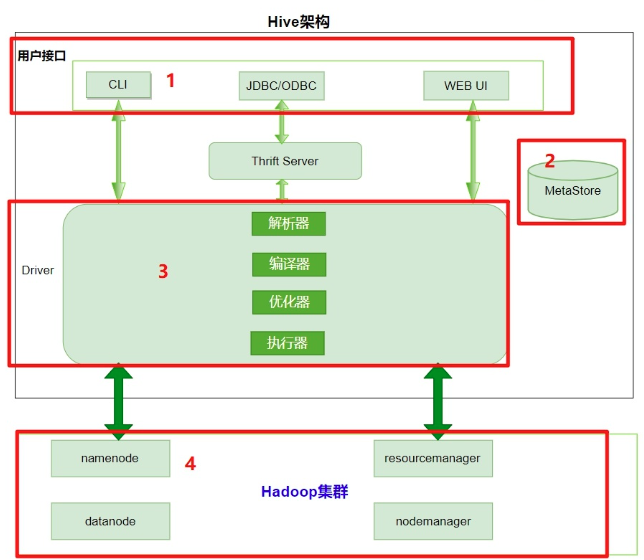 Hive架构
用户接口
CLI
1
JDBC/ODBC
WEB UI
Thrift Server
2
MetaStore
Driver
3
解析器
编译器
优化器
执行器
namenode
4
resourcemanager
Hadoop集群
datanode
nodemanager